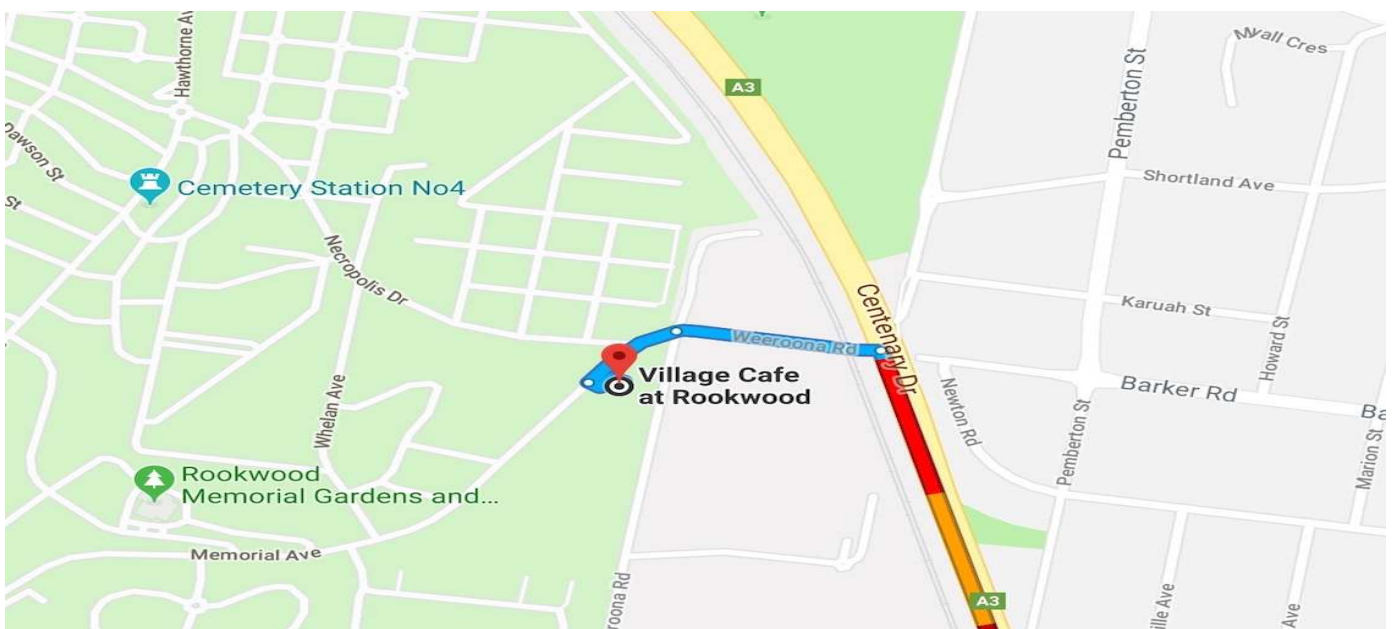 Hawthorne Av
A3
Nyall Cres
Pemberton St
Dawson St
St
Cemetery Station No4
Shortland Ave
Necropolis Dr
Karuah St
Centenary Dr
Howard St
Weeroona Rd
Village Cafe
at Rookwood
Barker Rd
Ba
Newton Rd
Whelan Ave
Pemberton St
Marion St
Rookwood
Memorial Gardens and...
Memorial Ave
roona Rd
A3
ille Ave
Ave